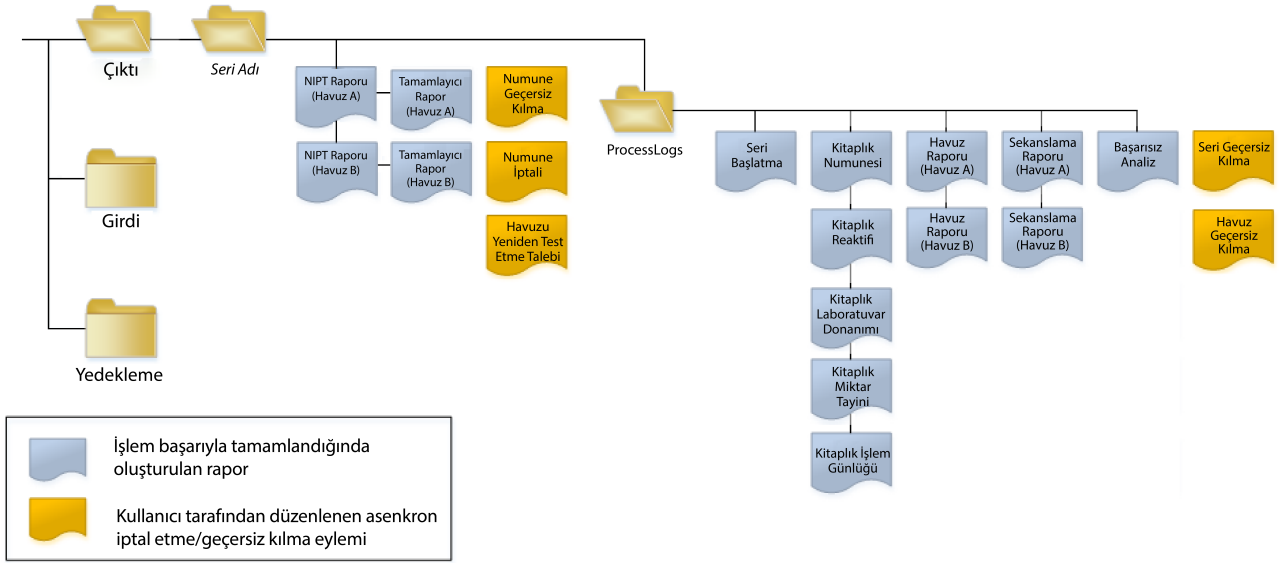 Çıktı
Seri Adı
NIPT Raporu
(Havuz A)
Tamamlayıcı
Rapor
(Havuz A)
Numune
Geçersiz
Kılma
NIPT Raporu
(Havuz B)
Tamamlayıcı
Rapor
(Havuz B)
Numune
İptali
Havuzu
Yeniden Test
Etme Talebi
ProcessLogs
Seri
Başlatma
Kitaplık
Numunesi
Havuz
Raporu
(Havuz A)
Sekanslama
Raporu
(Havuz A)
Başarısız
Analiz
Seri Geçersiz
Kılma
Kitaplık
Reaktifi
Havuz
Raporu
(Havuz B)
Sekanslama
Raporu
(Havuz B)
Havuz
Geçersiz
Kılma
Kitaplık
Laboratuvar
Donanımı
Kitaplık
Miktar
Tayini
Kitaplık İşlem
Günlüğü
Girdi
Yedekleme
İşlem başarıyla tamamlandığında
oluşturulan rapor
Kullanıcı tarafından düzenlenen asenkron
iptal etme/geçersiz kılma eylemi